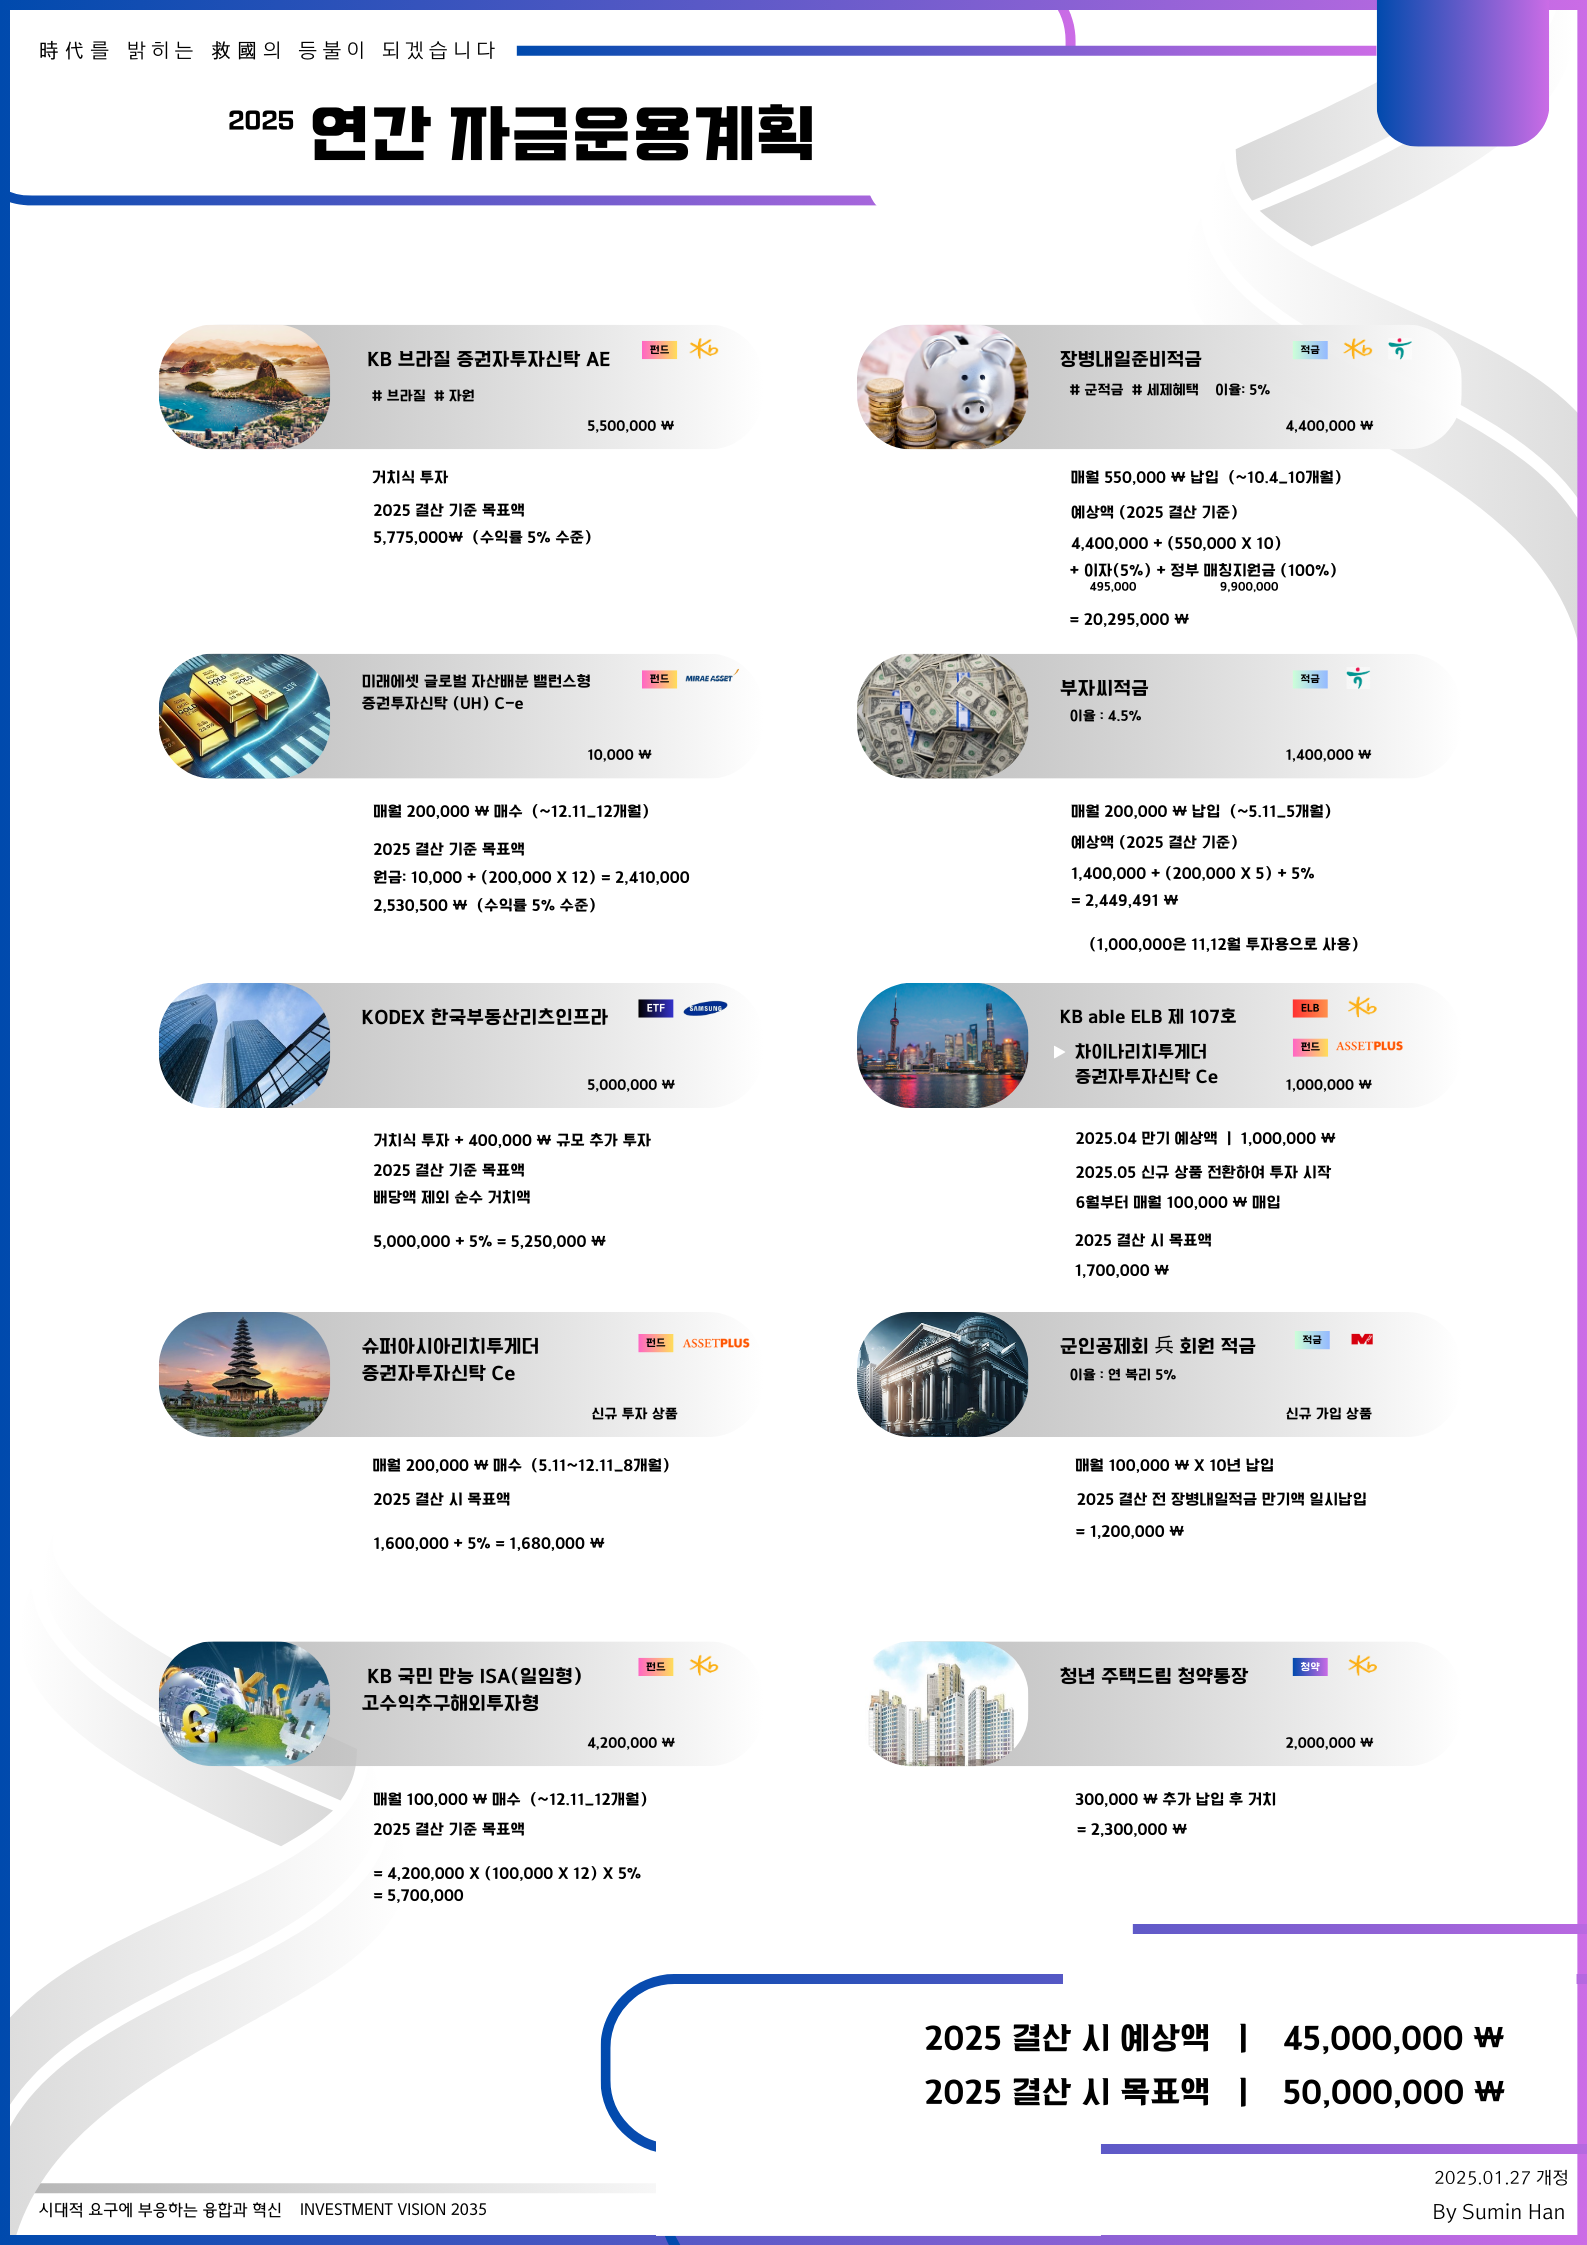 時代를 밝히는 救國의 등불이 되겠습니다
2025 연간 자금운용계획
KB 브라질 증권자투자신탁 AE
펀드
Kb
# 브라질 # 자원
5,500,000 ₩
거치식 투자
2025 결산 기준 목표액
5,775,000₩ (수익률 5% 수준)
장병내일준비적금
적금
Kb
# 군적금 # 세제혜택 이율: 5%
4,400,000 ₩
매월 550,000 ₩ 납입 (~10.4_10개월)
예상액 (2025 결산 기준)
4,400,000 + (550,000 X 10)
+ 이자(5%) + 정부 매칭지원금 (100%)
495,000 9,900,000
= 20,295,000 ₩
미래에셋 글로벌 자산배분 밸런스형
증권투자신탁 (UH) C-e
펀드
MIRAE ASSET
10,000 ₩
매월 200,000 ₩ 매수 (~12.11_12개월)
2025 결산 기준 목표액
원금: 10,000 + (200,000 X 12) = 2,410,000
2,530,500 ₩ (수익률 5% 수준)
부자씨적금
적금
이율 : 4.5%
1,400,000 ₩
매월 200,000 ₩ 납입 (~5.11_5개월)
예상액 (2025 결산 기준)
1,400,000 + (200,000 X 5) + 5%
= 2,449,491 ₩
(1,000,000은 11,12월 투자용으로 사용)
KODEX 한국부동산리츠인프라
ETF
SAMSUNG
5,000,000 ₩
거치식 투자 + 400,000 ₩ 규모 추가 투자
2025 결산 기준 목표액
배당액 제외 순수 거치액
5,000,000 + 5% = 5,250,000 ₩
KB able ELB 제 107호
ELB
Kb
▶ 차이나리치투게더
증권자투자신탁 Ce
펀드
ASSETPLUS
1,000,000 ₩
2025.04 만기 예상액 | 1,000,000 ₩
2025.05 신규 상품 전환하여 투자 시작
6월부터 매월 100,000 ₩ 매입
2025 결산 시 목표액
1,700,000 ₩
슈퍼아시아리치투게더
증권자투자신탁 Ce
펀드
ASSETPLUS
신규 투자 상품
매월 200,000 ₩ 매수 (5.11~12.11_8개월)
2025 결산 시 목표액
1,600,000 + 5% = 1,680,000 ₩
군인공제회 兵 회원 적금
적금
이율 : 연 복리 5%
신규 가입 상품
매월 100,000 ₩ X 10년 납입
2025 결산 전 장병내일적금 만기액 일시납입
= 1,200,000 ₩
KB 국민 만능 ISA(일임형)
고수익추구해외투자형
펀드
Kb
4,200,000 ₩
매월 100,000 ₩ 매수 (~12.11_12개월)
2025 결산 기준 목표액
= 4,200,000 X (100,000 X 12) X 5%
= 5,700,000
청년 주택드림 청약통장
청약
Kb
2,000,000 ₩
300,000 ₩ 추가 납입 후 거치
= 2,300,000 ₩
2025 결산 시 예상액 | 45,000,000 ₩
2025 결산 시 목표액 | 50,000,000 ₩
2025.01.27 개정
By Sumin Han
시대적 요구에 부응하는 융합과 혁신 INVESTMENT VISION 2035